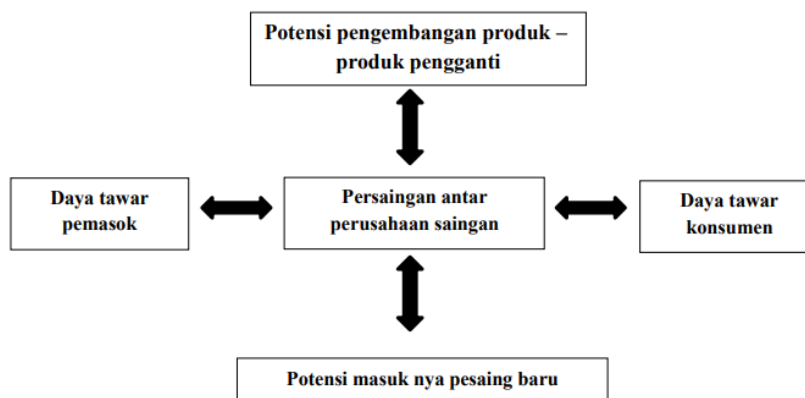 Potensi pengembangan produk –
produk pengganti
Daya tawar
pemasok
Persaingan antar
perusahaan saingan
Daya tawar
konsumen
Potensi masuk nya pesaing baru